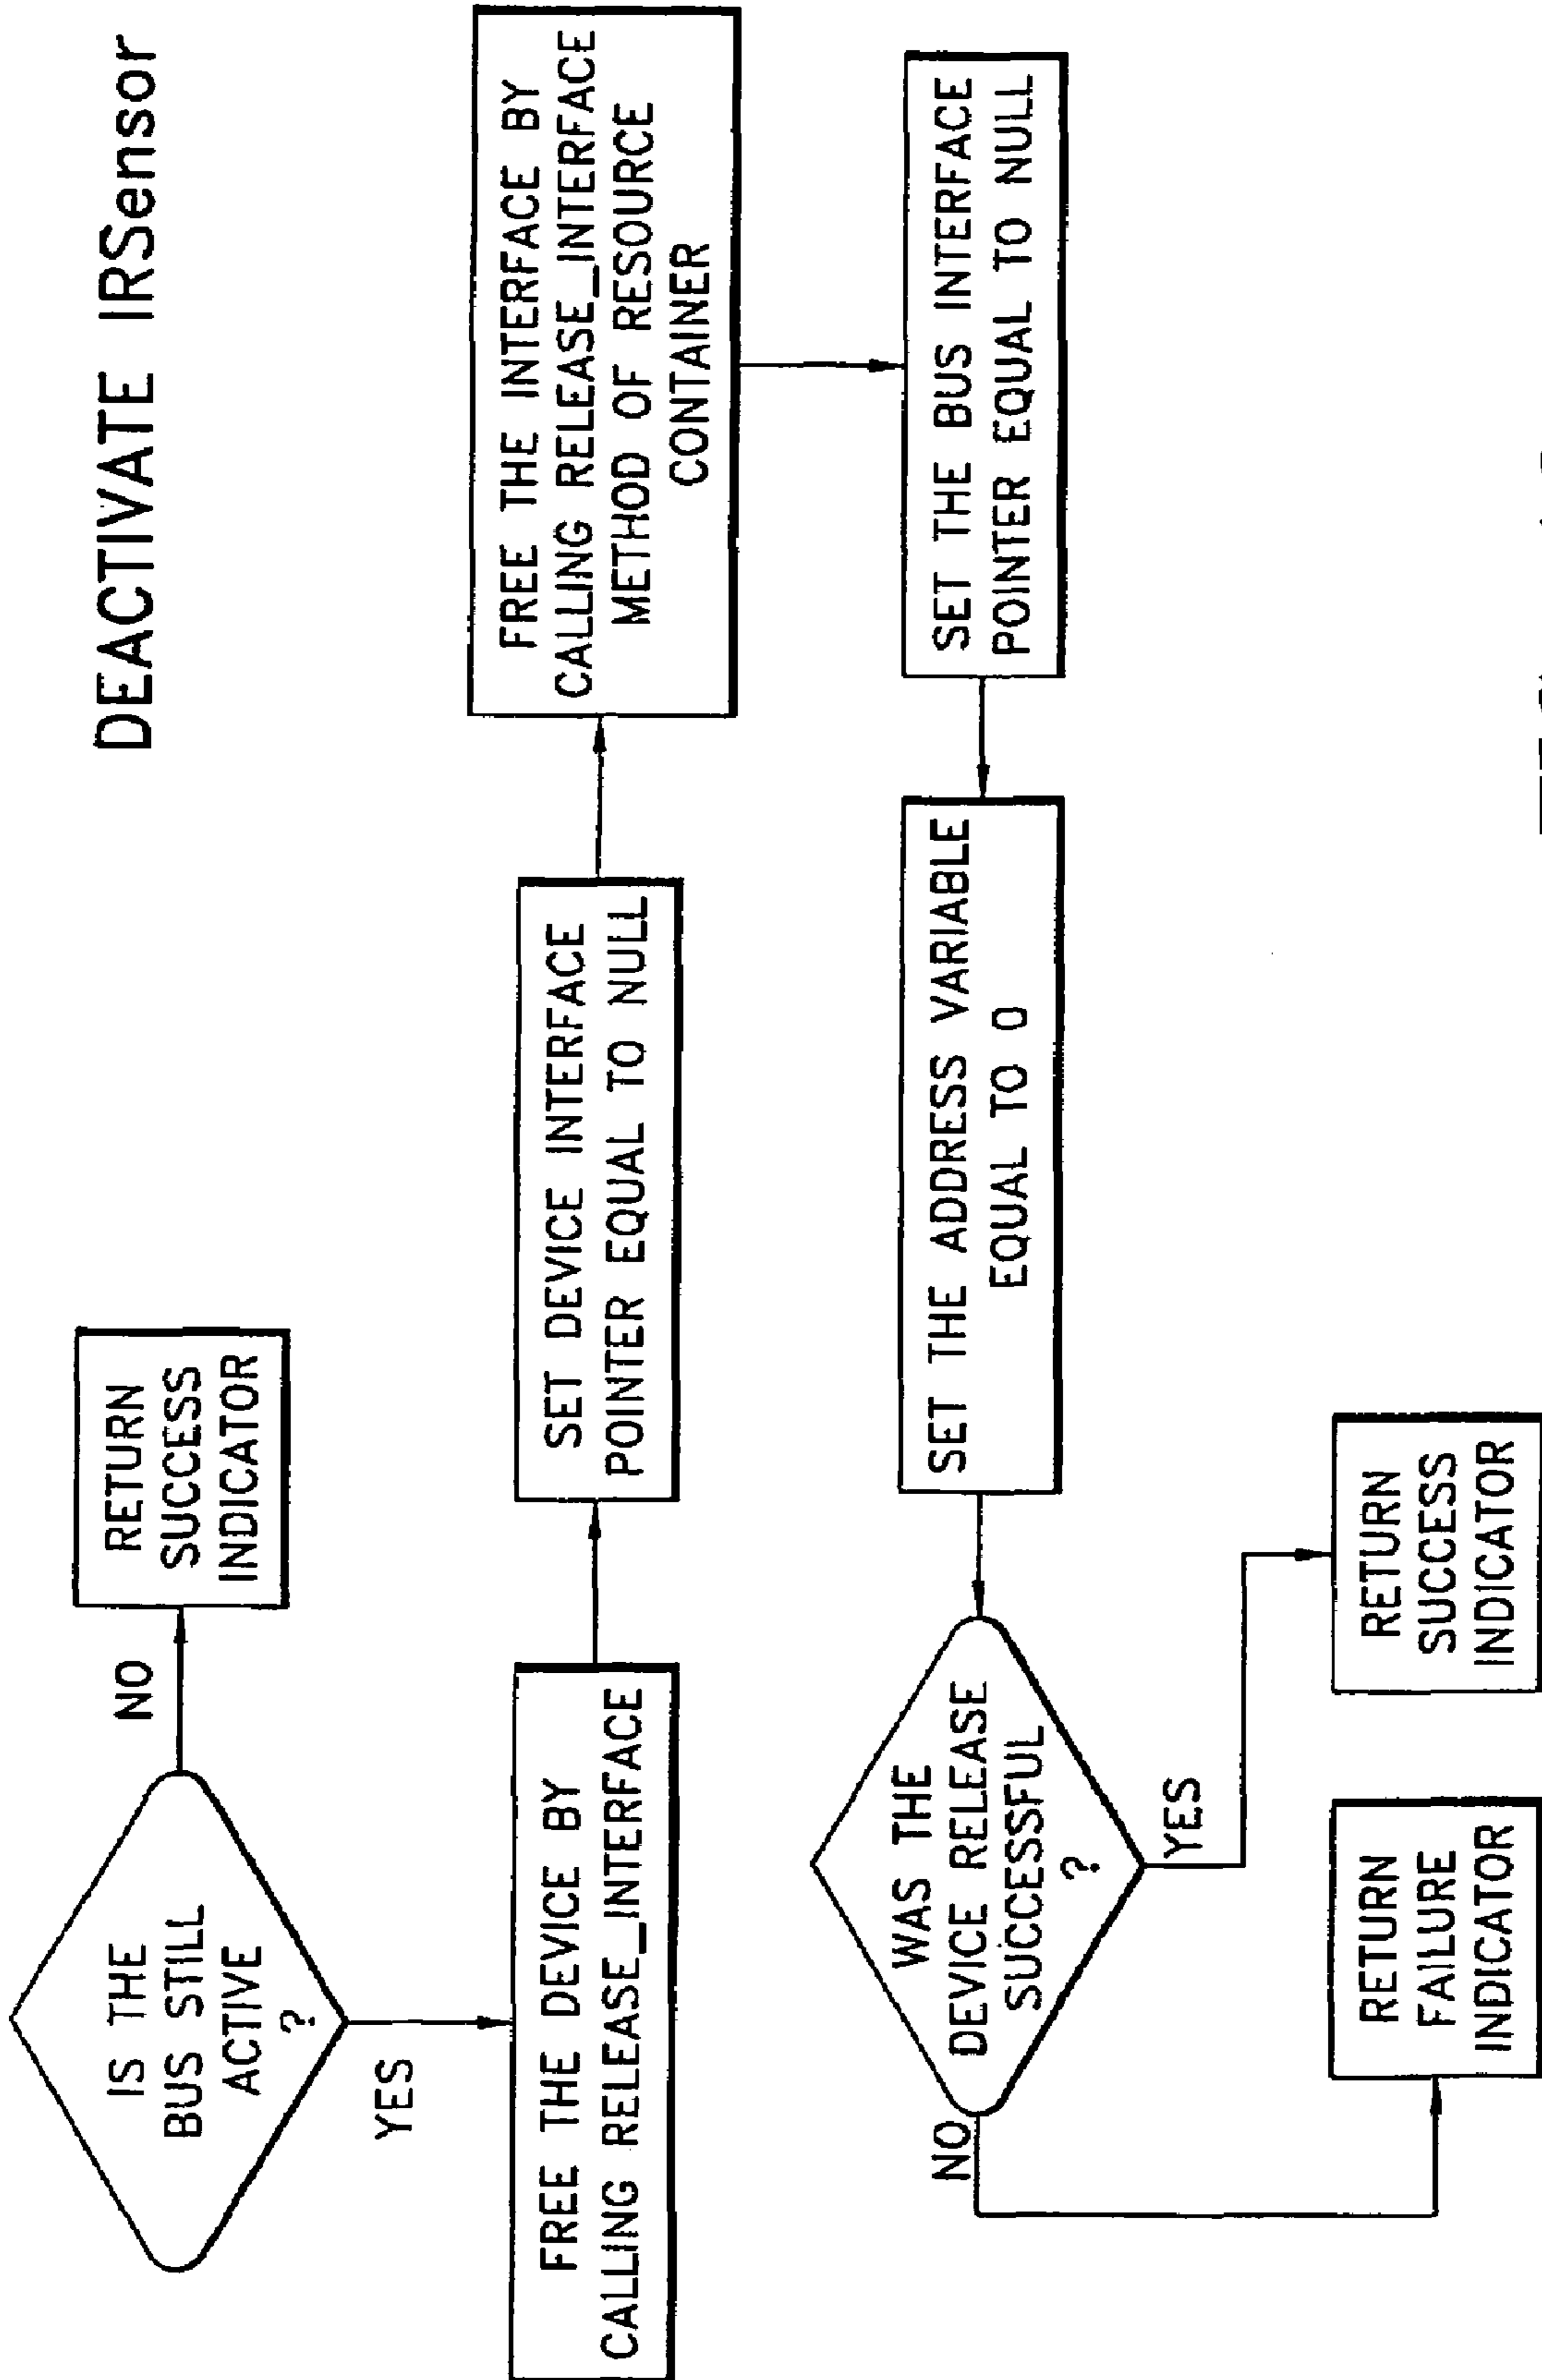 DEACTIVATE IRSensor
IS THE
BUS STILL
ACTIVE
?
NO
RETURN
SUCCESS
INDICATOR
YES
FREE THE DEVICE BY
CALLING RELEASE_INTERFACE
SET DEVICE INTERFACE
POINTER EQUAL TO NULL
FREE THE INTERFACE BY
CALLING RELEASE_INTERFACE
METHOD OF RESOURCE
CONTAINER
SET THE BUS INTERFACE
POINTER EQUAL TO NULL
SET THE ADDRESS VARIABLE
EQUAL TO 0
WAS THE
DEVICE RELEASE
SUCCESSFUL
?
NO
YES
RETURN
FAILURE
INDICATOR
RETURN
SUCCESS
INDICATOR